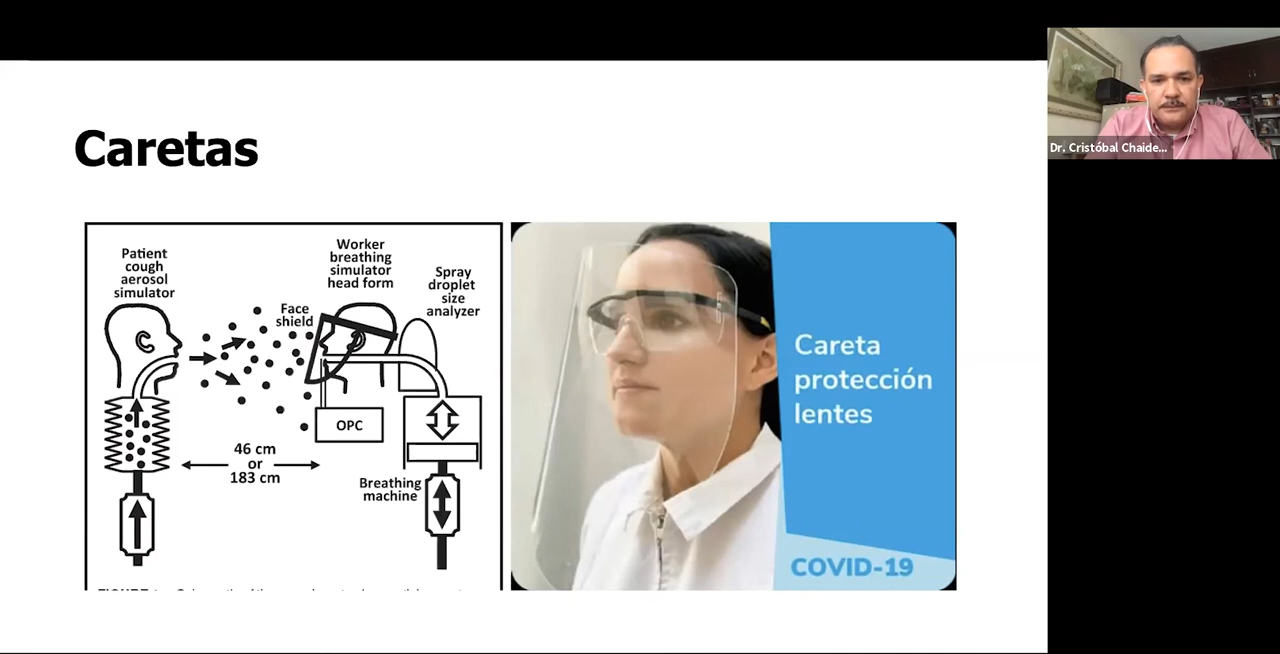 Caretas
Patient
cough
aerosol
simulator
Worker
breathing
simulator
head form
Spray
droplet
size
analyzer
Face
shield
OPC
46 cm
or
183 cm
Breathing
machine
Careta
protección
lentes
COVID-19
Dr. Cristóbal Chaide...